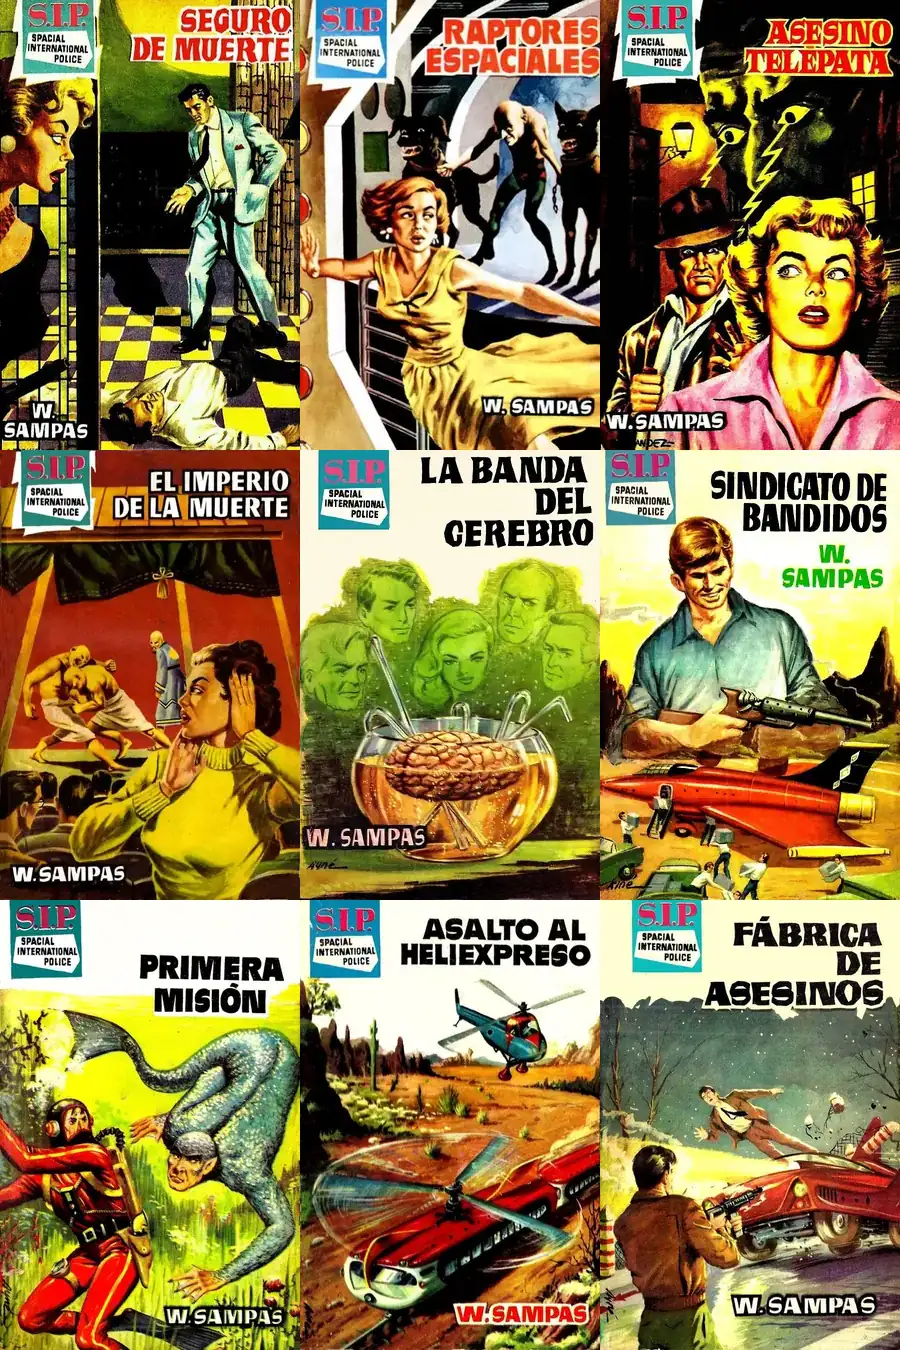 S.I.P.
SPACIAL
INTERNATIONAL
POLICE
SEGURO
DE MUERTE
W.
SAMPAS
S.I.P.
SPACIAL
INTERNATIONAL
POLICE
RAPTORES
ESPACIALES
W. SAMPAS
S.I.P.
SPACIAL
INTERNATIONAL
POLICE
ASESINO
TELÉPATA
W. SAMPAS
S.I.P.
SPACIAL
INTERNATIONAL
POLICE
EL IMPERIO
DE LA MUERTE
W. SAMPAS
S.I.P.
SPACIAL
INTERNATIONAL
POLICE
LA BANDA
DEL
CEREBRO
W. SAMPAS
S.I.P.
SPACIAL
INTERNATIONAL
POLICE
SINDICATO DE
BANDIDOS
W.
SAMPAS
S.I.P.
SPACIAL
INTERNATIONAL
POLICE
PRIMERA
MISIÓN
W. SAMPAS
S.I.P.
SPACIAL
INTERNATIONAL
POLICE
ASALTO AL
HELIEXPRESO
W. SAMPAS
S.I.P.
SPACIAL
INTERNATIONAL
POLICE
FÁBRICA
DE
ASESINOS
W. SAMPAS